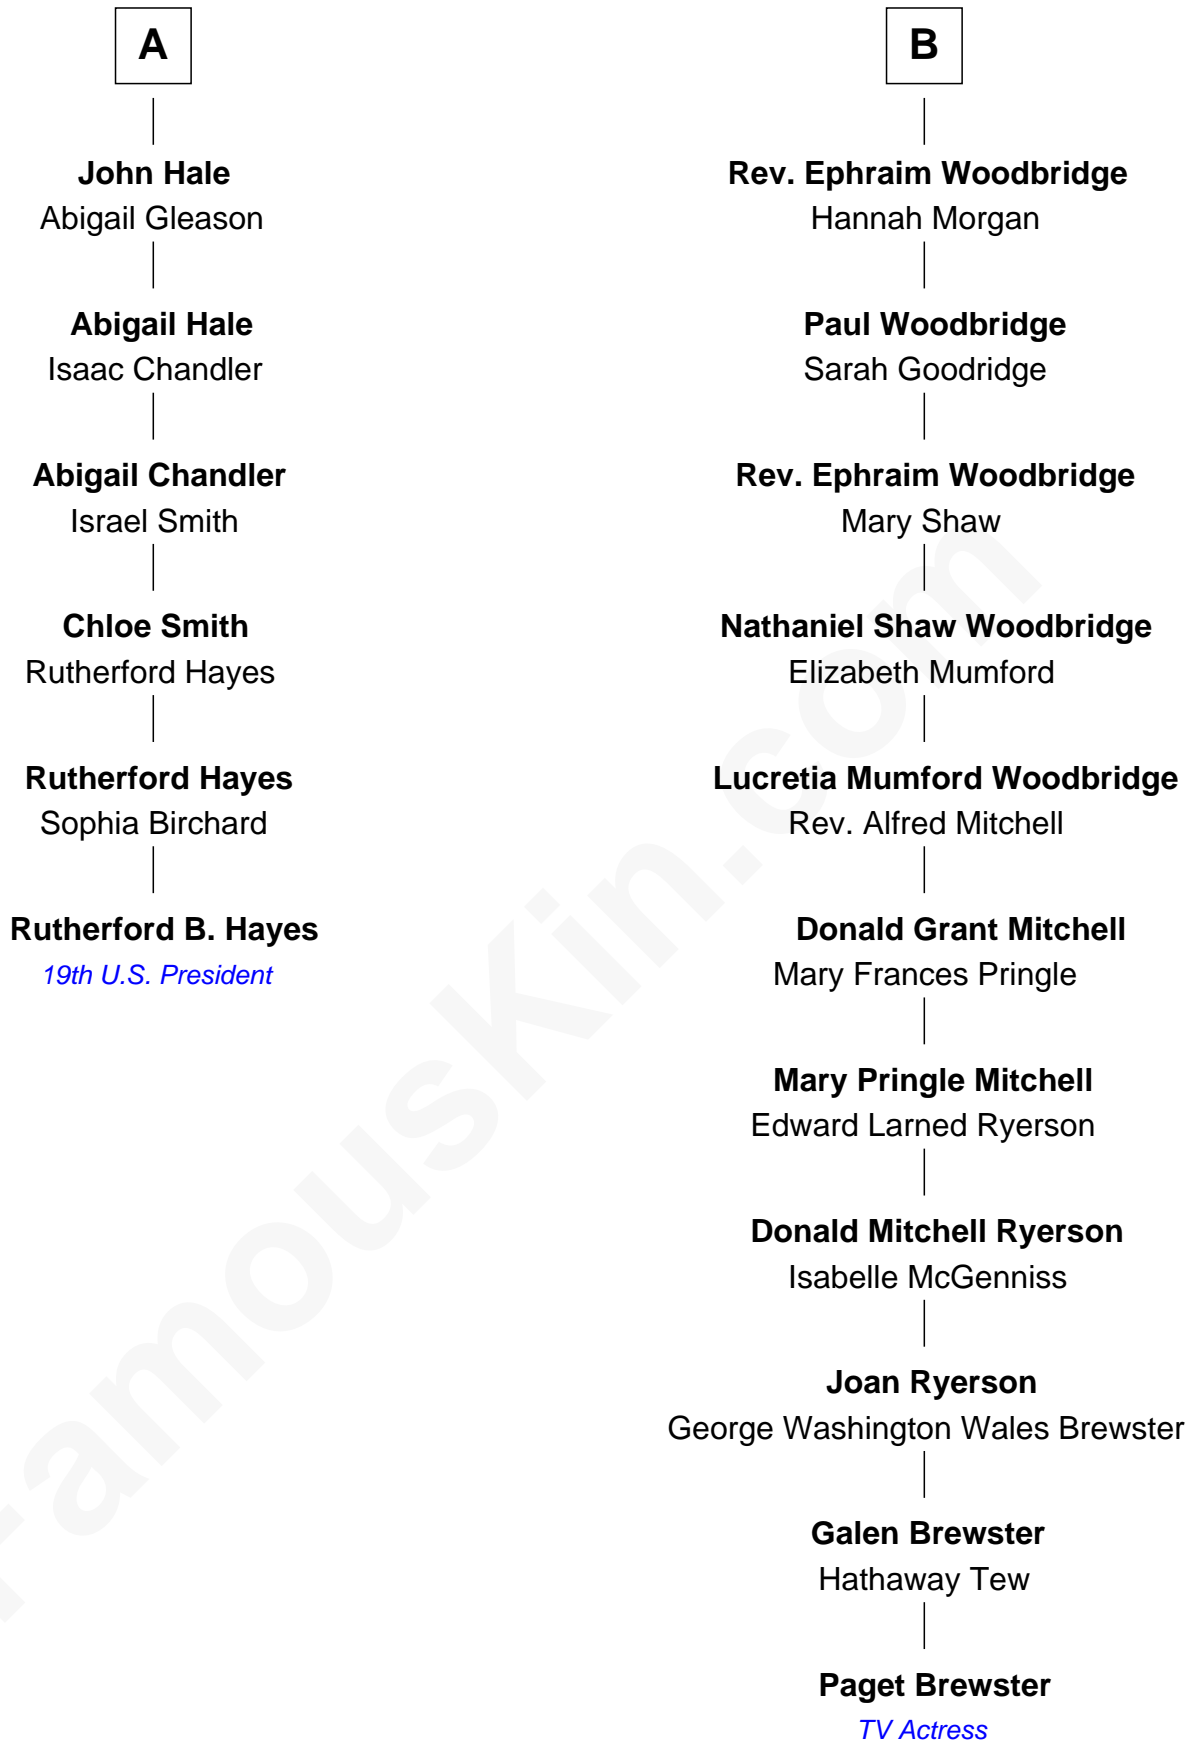 A
John Hale
Abigail Gleason
Abigail Hale
Isaac Chandler
Abigail Chandler
Israel Smith
Chloe Smith
Rutherford Hayes
Rutherford Hayes
Sophia Birchard
Rutherford B. Hayes
19th U.S. President
B
Rev. Ephraim Woodbridge
Hannah Morgan
Paul Woodbridge
Sarah Goodridge
Rev. Ephraim Woodbridge
Mary Shaw
Nathaniel Shaw Woodbridge
Elizabeth Mumford
Lucretia Mumford Woodbridge
Rev. Alfred Mitchell
Donald Grant Mitchell
Mary Frances Pringle
Mary Pringle Mitchell
Edward Larned Ryerson
Donald Mitchell Ryerson
Isabelle McGenniss
Joan Ryerson
George Washington Wales Brewster
Galen Brewster
Hathaway Tew
Paget Brewster
TV Actress
FamousKin.com